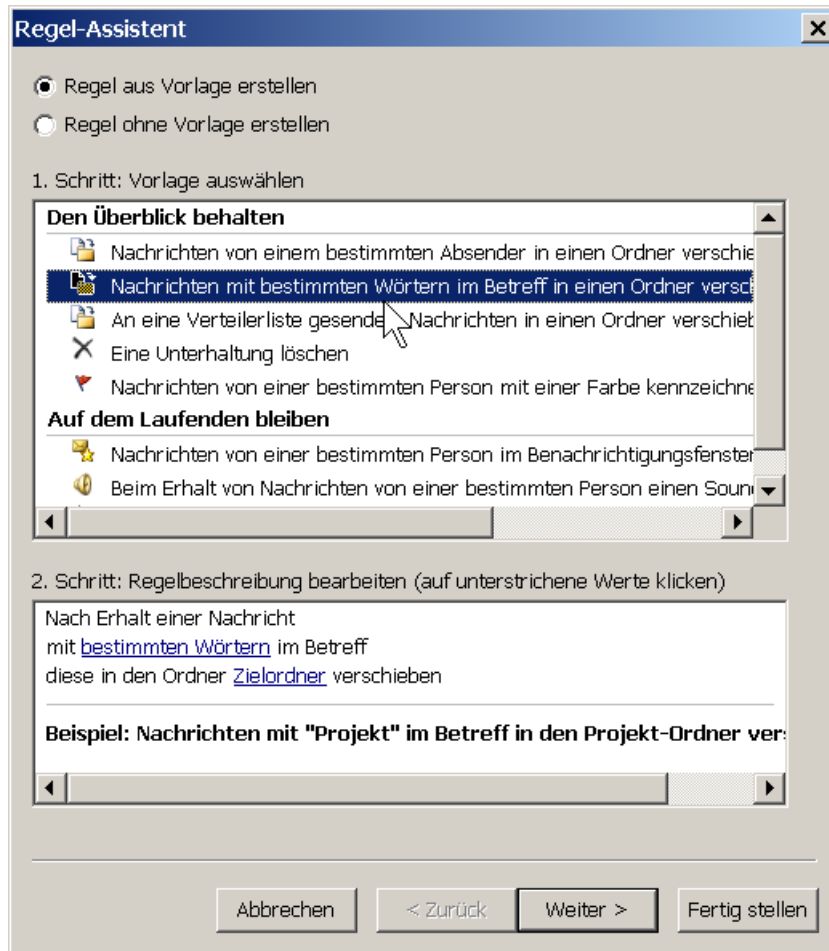 Regel-Assistent
Regel aus Vorlage erstellen
Regel ohne Vorlage erstellen
1. Schritt: Vorlage auswählen
Den Überblick behalten
Nachrichten von einem bestimmten Absender in einen Ordner verschie
Nachrichten mit bestimmten Wörtern im Betreff in einen Ordner versc
An eine Verteilerliste gesende Nachrichten in einen Ordner verschieb
Eine Unterhaltung löschen
Nachrichten von einer bestimmten Person mit einer Farbe kennzeichne
Auf dem Laufenden bleiben
Nachrichten von einer bestimmten Person im Benachrichtigungsfenster
Beim Erhalt von Nachrichten von einer bestimmten Person einen Soun
2. Schritt: Regelbeschreibung bearbeiten (auf unterstrichene Werte klicken)
Nach Erhalt einer Nachricht
mit bestimmten Wörtern im Betreff
diese in den Ordner Zielordner verschieben
Beispiel: Nachrichten mit "Projekt" im Betreff in den Projekt-Ordner ver
Abbrechen
< Zurück
Weiter >
Fertig stellen